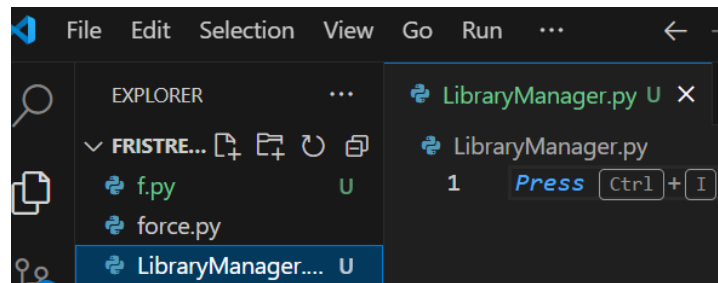 File Edit Selection View Go Run ···
EXPLORER ···
FRISTRE...
f.py U
force.py
LibraryManager.... U
LibraryManager.py U
LibraryManager.py
1 Press Ctrl+I